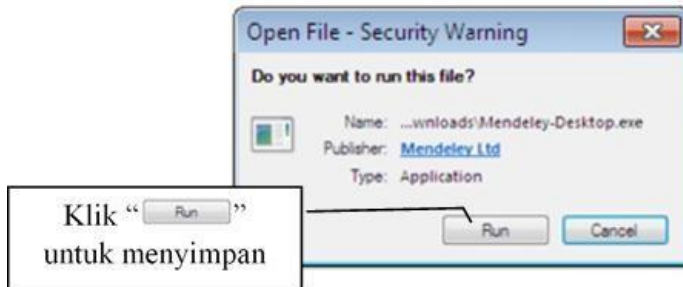 Open File - Security Warning
Do you want to run this file?
Name: ...wnloads\Mendeley-Desktop.exe
Publisher: Mendeley Ltd
Type: Application
Run Cancel
Klik “ Run ”
untuk menyimpan